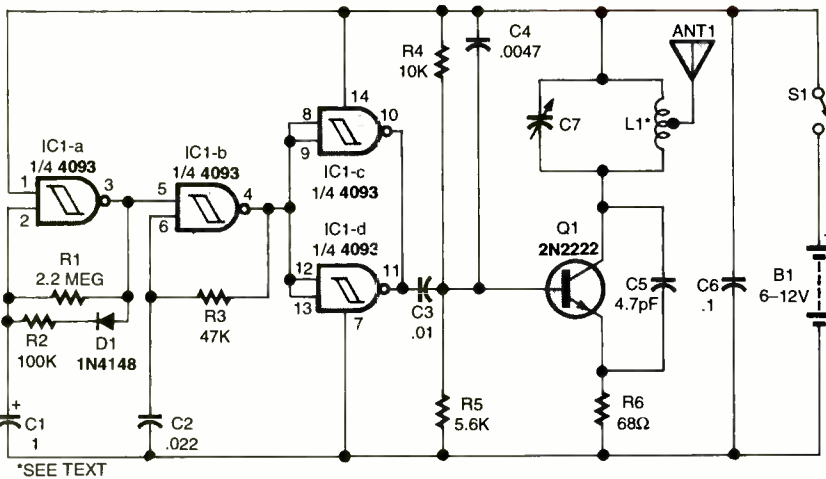 R4
10K
C4
.0047
ANT1
C7
L1*
S1
14
8
9
10
IC1-c
1/4 4093
IC1-a
1/4 4093
1
2
3
IC1-b
1/4 4093
5
6
4
IC1-d
1/4 4093
12
13
11
7
R1
2.2 MEG
R2
100K
D1
1N4148
R3
47K
C3
.01
Q1
2N2222
C5
4.7pF
C6
.1
B1
6–12V
+
C1
1
C2
.022
R5
5.6K
R6
68Ω
*SEE TEXT